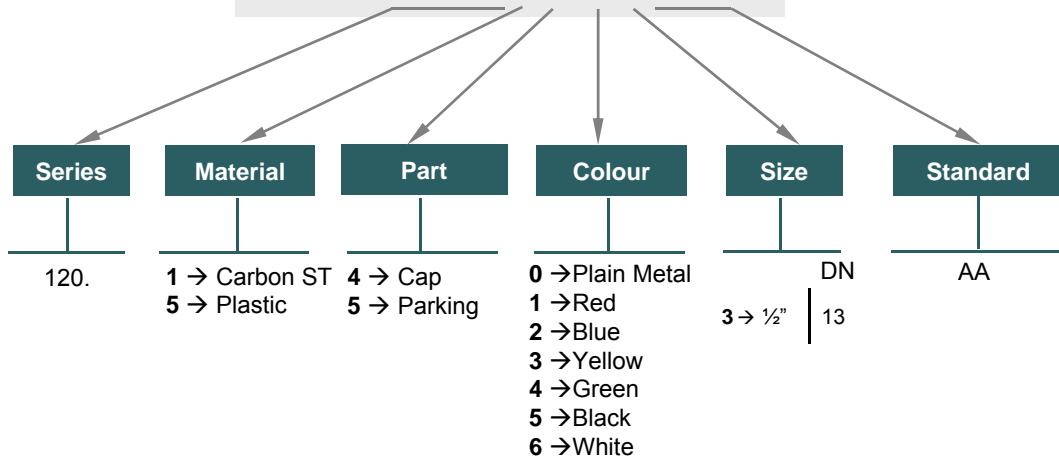 Series
Material
Part
Colour
Size
Standard
120.
1 → Carbon ST
5 → Plastic
4 → Cap
5 → Parking
0 →Plain Metal
1 →Red
2 →Blue
3 →Yellow
4 →Green
5 →Black
6 →White
DN
3 → ½” 13
AA